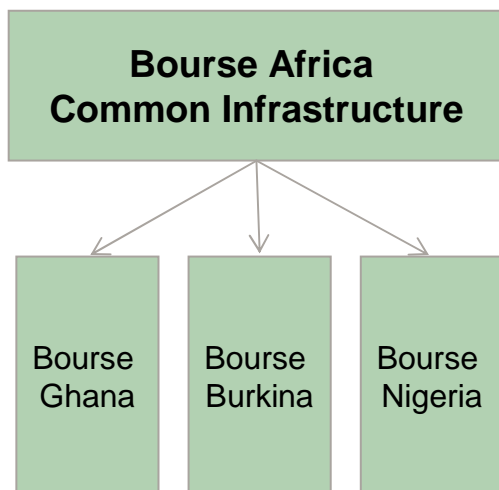 Bourse Africa
Common Infrastructure
Bourse
Ghana
Bourse
Burkina
Bourse
Nigeria